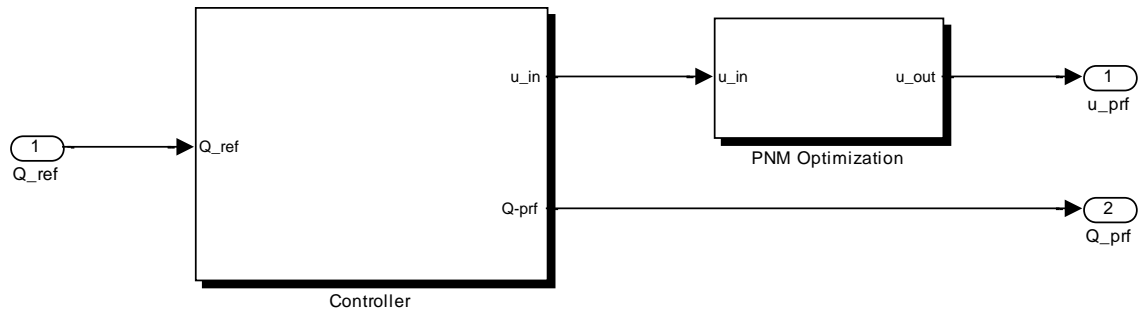 u_in
u_in
u_out
1
u_prf
PNM Optimization
1
Q_ref
Q_ref
Q-prf
2
Q_prf
Controller